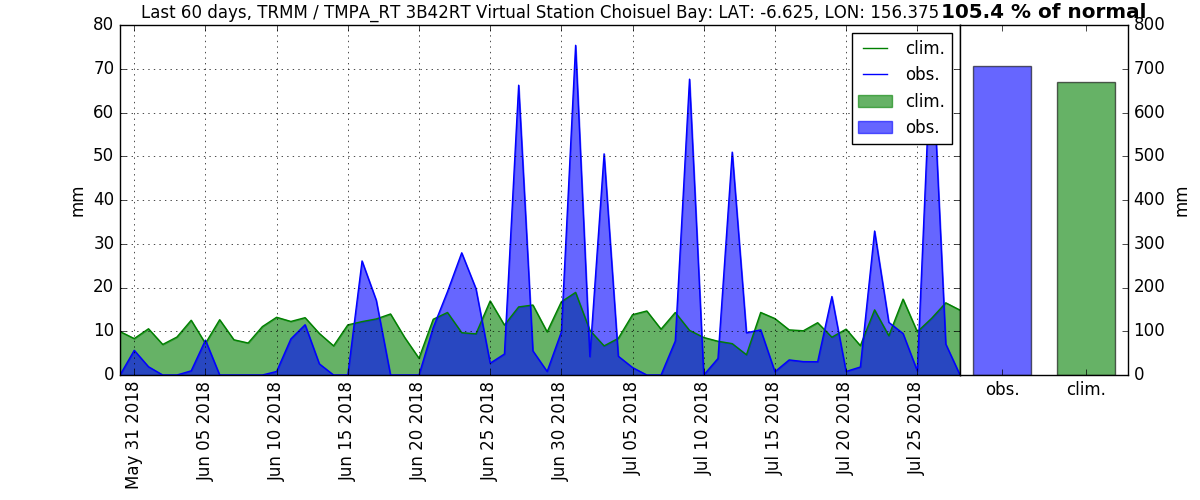 Last 60 days, TRMM / TMPA_RT 3B42RT Virtual Station Choisuel Bay: LAT: -6.625, LON: 156.375
105.4 % of normal
80
70
60
50
40
30
20
10
0
mm
clim.
obs.
clim.
obs.
May 31 2018
Jun 05 2018
Jun 10 2018
Jun 15 2018
Jun 20 2018
Jun 25 2018
Jun 30 2018
Jul 05 2018
Jul 10 2018
Jul 15 2018
Jul 20 2018
Jul 25 2018
800
700
600
500
400
300
200
100
0
mm
obs.
clim.